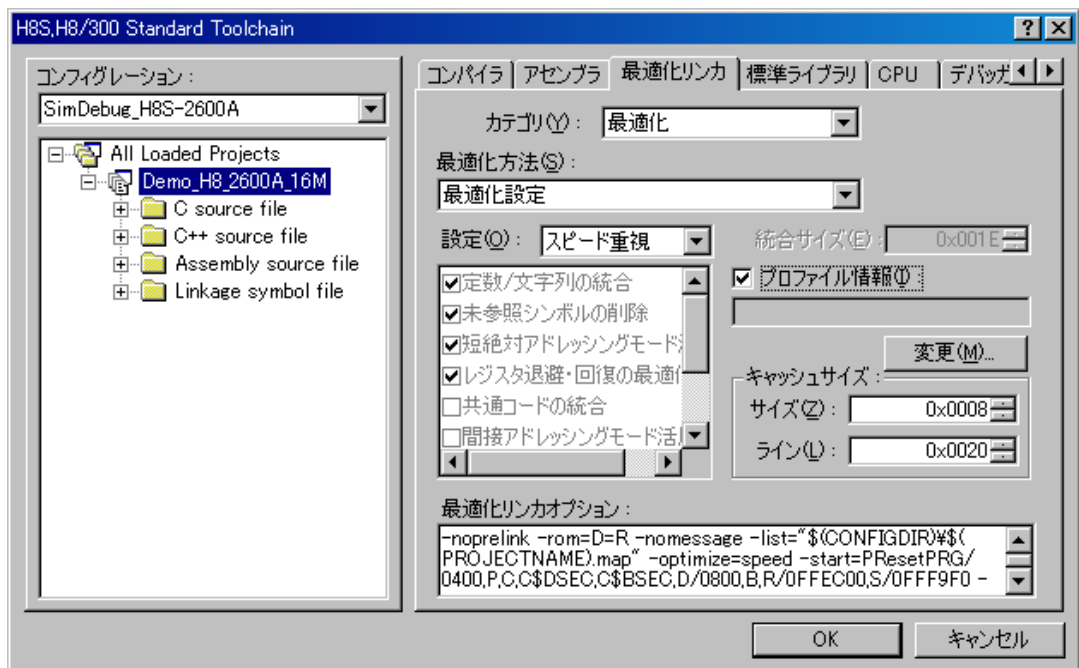 H8S,H8/300 Standard Toolchain
コンフィグレーション :
SimDebug_H8S-2600A
All Loaded Projects
Demo_H8_2600A_16M
C source file
C++ source file
Assembly source file
Linkage symbol file
コンパイラ アセンブラ 最適化リンカ 標準ライブラリ CPU デバッガ
カテゴリ(Y) : 最適化
最適化方法(S) :
最適化設定
設定(O) : スピード重視
定数/文字列の統合
未参照シンボルの削除
短絶対アドレッシングモード
レジスタ退避・回復の最適
共通コードの統合
間接アドレッシングモード活
統合サイズ(E) : 0x001E
プロファイル情報(I) :
変更(M)...
キャッシュサイズ :
サイズ(Z) : 0x0008
ライン(L) : 0x0020
最適化リンカオプション :
-noprelink -rom=D=R -nomessage -list="$(CONFIGDIR)¥$(
PROJECTNAME).map" -optimize=speed -start=PResetPRG/
0400,P,C,C$DSEC,C$BSEC,D/0800,B,R/0FFEC00,S/0FFF9F0 -
OK キャンセル